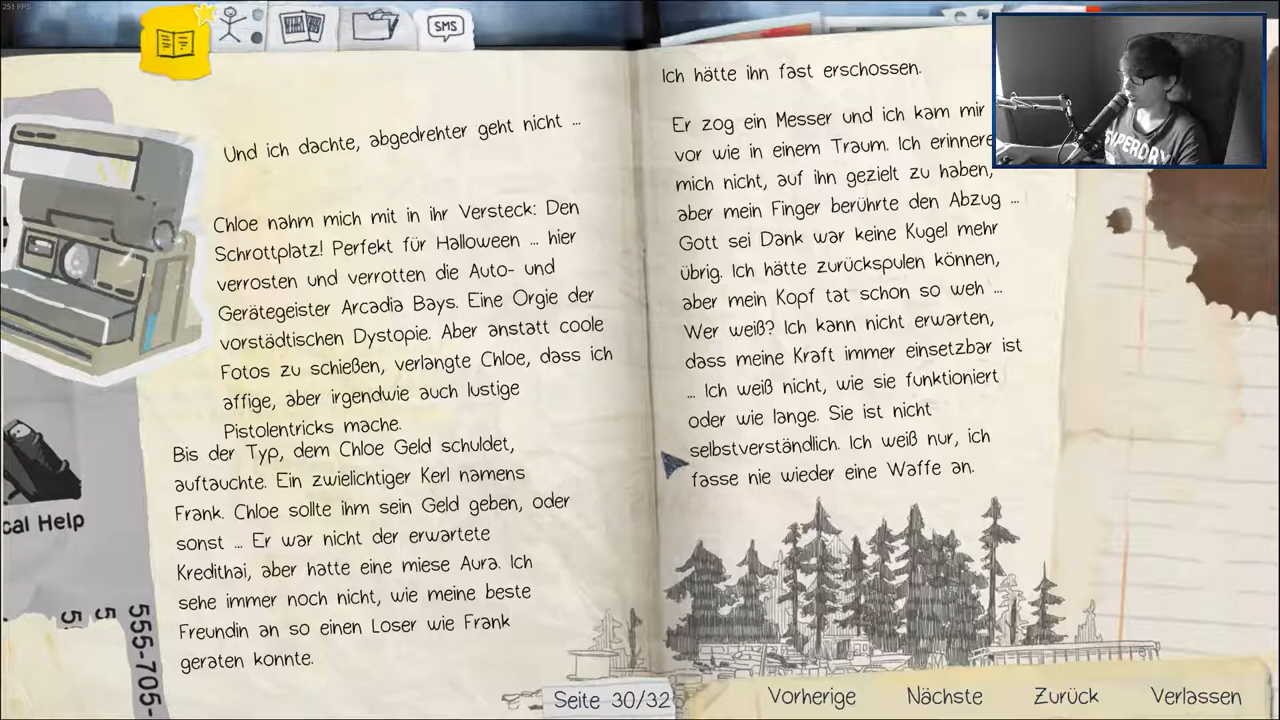 251 FPS
SMS
Und ich dachte, abgedrehter geht nicht ...
Chloe nahm mich mit in ihr Versteck: Den
Schrottplatz! Perfekt für Halloween ... hier
verrosten und verrotten die Auto- und
Gerätegeister Arcadia Bays. Eine Orgie der
vorstädtischen Dystopie. Aber anstatt coole
Fotos zu schießen, verlangte Chloe, dass ich
affige, aber irgendwie auch lustige
Pistolentricks mache.
Bis der Typ, dem Chloe Geld schuldet,
auftauchte. Ein zwielichtiger Kerl namens
Frank. Chloe sollte ihm sein Geld geben, oder
sonst ... Er war nicht der erwartete
Kredithai, aber hatte eine miese Aura. Ich
sehe immer noch nicht, wie meine beste
Freundin an so einen Loser wie Frank
geraten konnte.
Ich hätte ihn fast erschossen.
Er zog ein Messer und ich kam mir
vor wie in einem Traum. Ich erinnere
mich nicht, auf ihn gezielt zu haben,
aber mein Finger berührte den Abzug ...
Gott sei Dank war keine Kugel mehr
übrig. Ich hätte zurückspulen können,
aber mein Kopf tat schon so weh ...
Wer weiß? Ich kann nicht erwarten,
dass meine Kraft immer einsetzbar ist
... Ich weiß nicht, wie sie funktioniert
oder wie lange. Sie ist nicht
selbstverständlich. Ich weiß nur, ich
fasse nie wieder eine Waffe an.
SUPERDRY
cal Help
555-705-
Seite 30/32
Vorherige
Nächste
Zurück
Verlassen